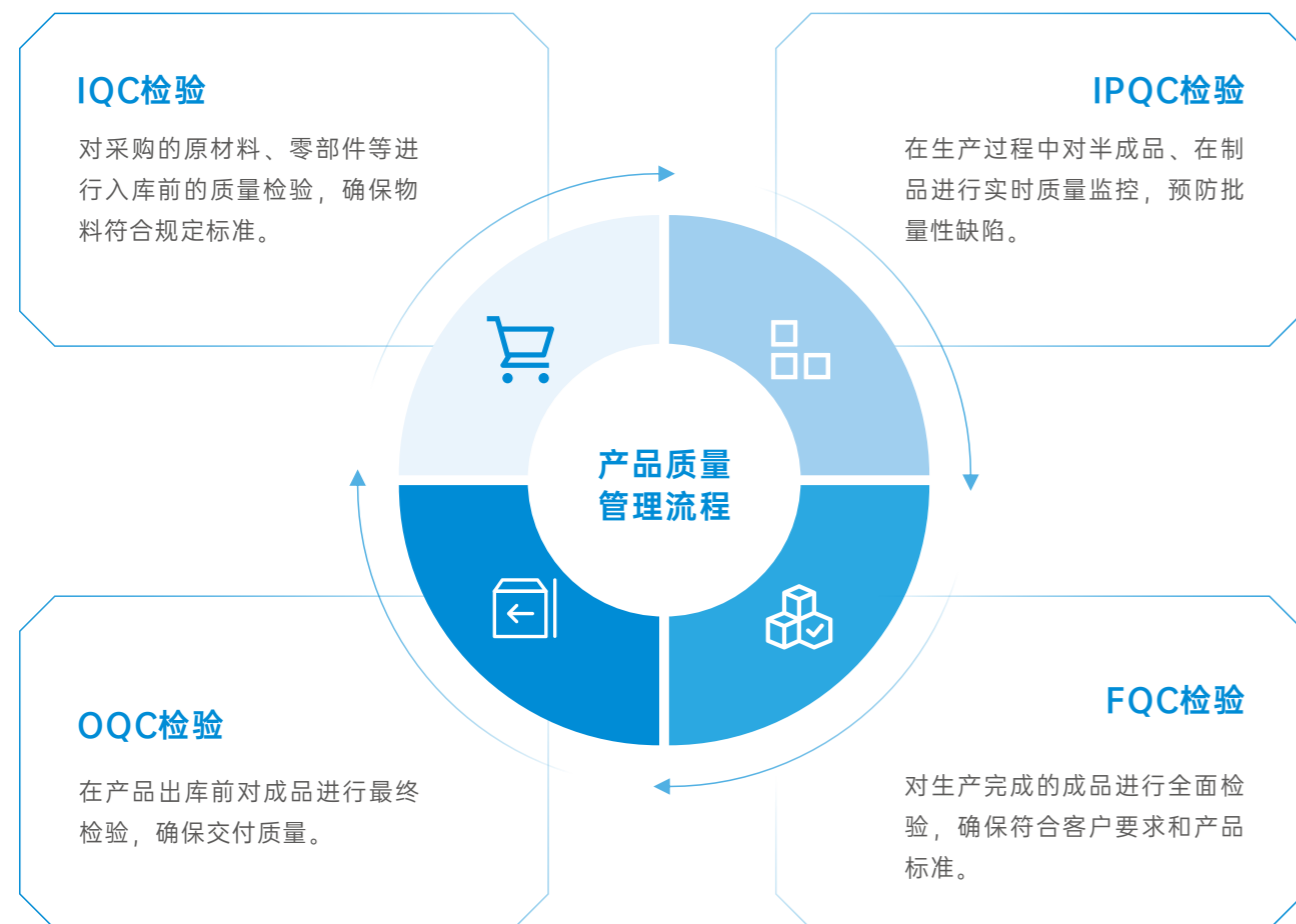 IQC检验
对采购的原材料、零部件等进
行入库前的质量检验，确保物
料符合规定标准。
IPQC检验
在生产过程中对半成品、在制
品进行实时质量监控，预防批
量性缺陷。
产品质量
管理流程
OQC检验
在产品出库前对成品进行最终
检验，确保交付质量。
FQC检验
对生产完成的成品进行全面检
验，确保符合客户要求和产品
标准。